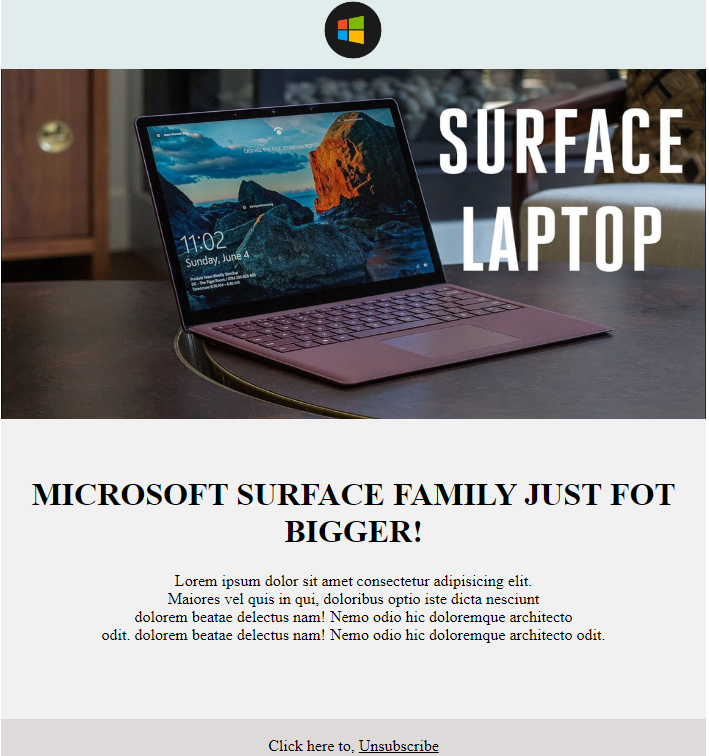 SURFACE
LAPTOP
11:02
Sunday, June 4
MICROSOFT SURFACE FAMILY JUST FOT
BIGGER!
Lorem ipsum dolor sit amet consectetur adipisicing elit.
Maiores vel quis in qui, doloribus optio iste dicta nesciunt
dolorem beatae delectus nam! Nemo odio hic doloremque architecto
odit. dolorem beatae delectus nam! Nemo odio hic doloremque architecto odit.
Click here to, Unsubscribe